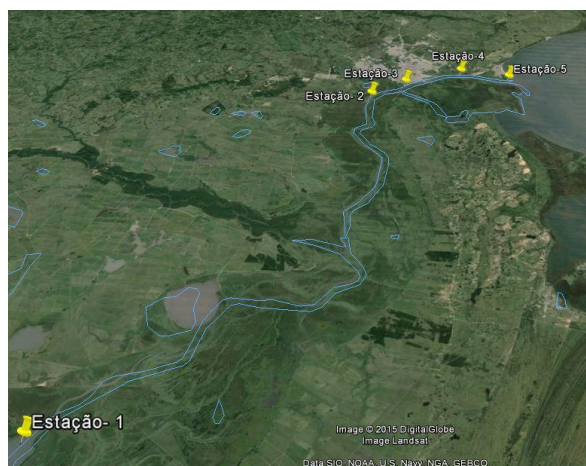 Estação-4
Estação-3
Estação-5
Estação- 2
Estação- 1
Image © 2015 DigitalGlobe
Image Landsat
Data SIO, NOAA, U.S. Navy, NGA, GEBCO